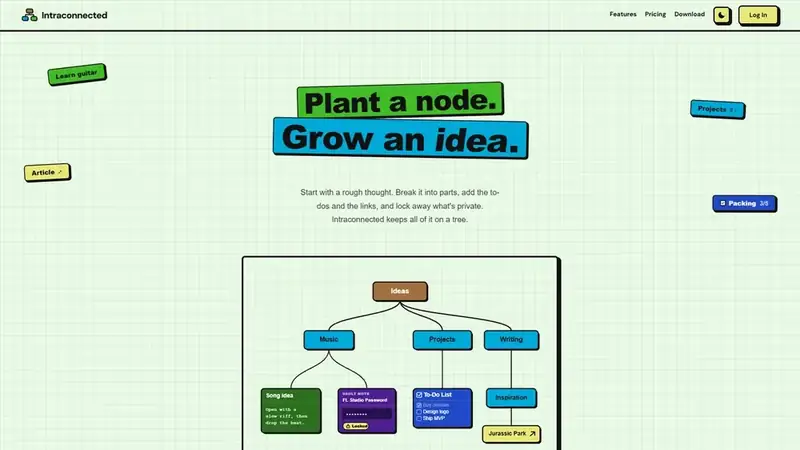 Intraconnected
Features
Pricing
Download
Log In
Learn guitar
Plant a node.
Projects
Grow an idea.
Article
Start with a rough thought. Break it into parts, add the to-
dos and the links, and lock away what's private.
Intraconnected keeps all of it on a tree.
Packing 3/8
Ideas
Music
Projects
Writing
Song idea
Open with a
slow riff, then
drop the beat.
VAULT NOTE
FL Studio Password
Locked
To-Do List
Design logo
Ship MVP
Inspiration
Jurassic Park